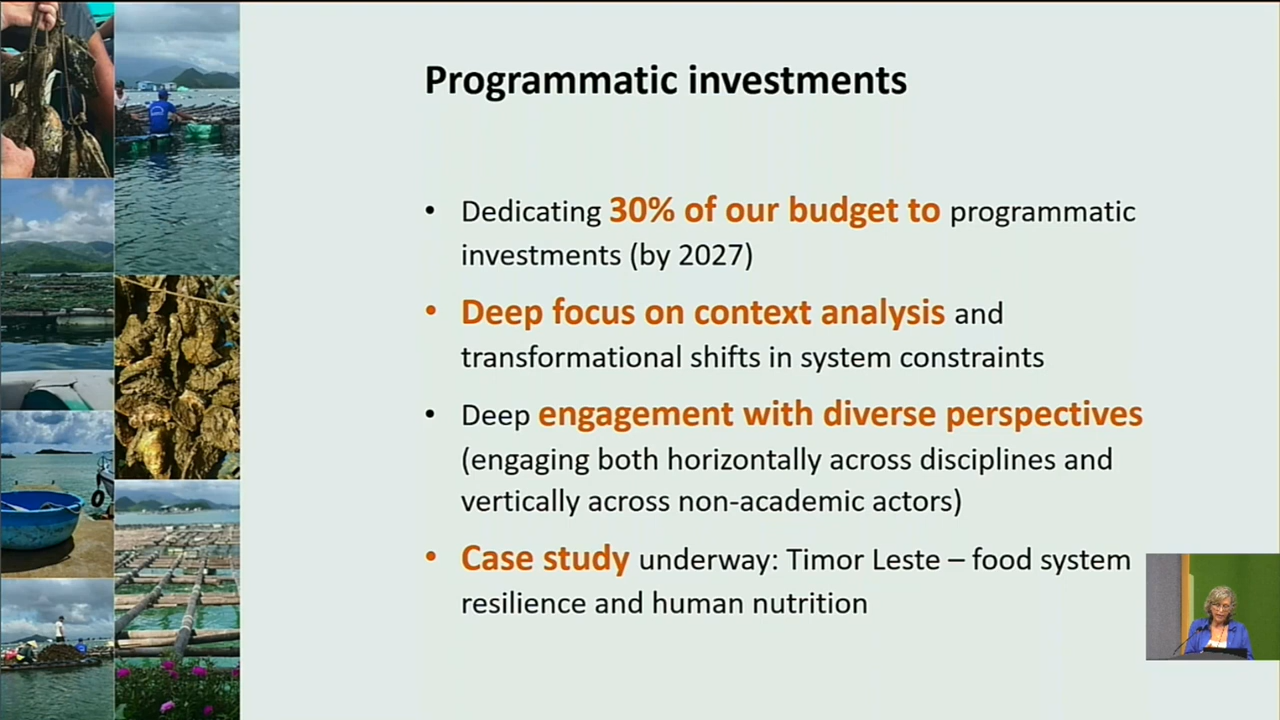 Programmatic investments
• Dedicating 30% of our budget to programmatic
investments (by 2027)
• Deep focus on context analysis and
transformational shifts in system constraints
• Deep engagement with diverse perspectives
(engaging both horizontally across disciplines and
vertically across non-academic actors)
• Case study underway: Timor Leste – food system
resilience and human nutrition